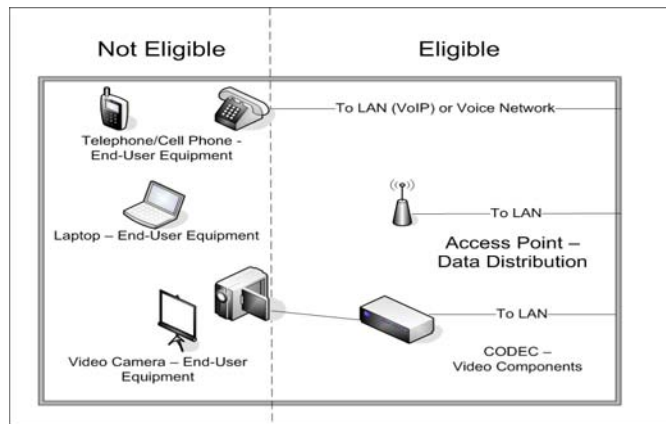 Not Eligible
Eligible
To LAN (VoIP) or Voice Network
Telephone/Cell Phone -
End-User Equipment
To LAN
Laptop – End-User Equipment
Access Point –
Data Distribution
To LAN
Video Camera – End-User
Equipment
CODEC –
Video Components